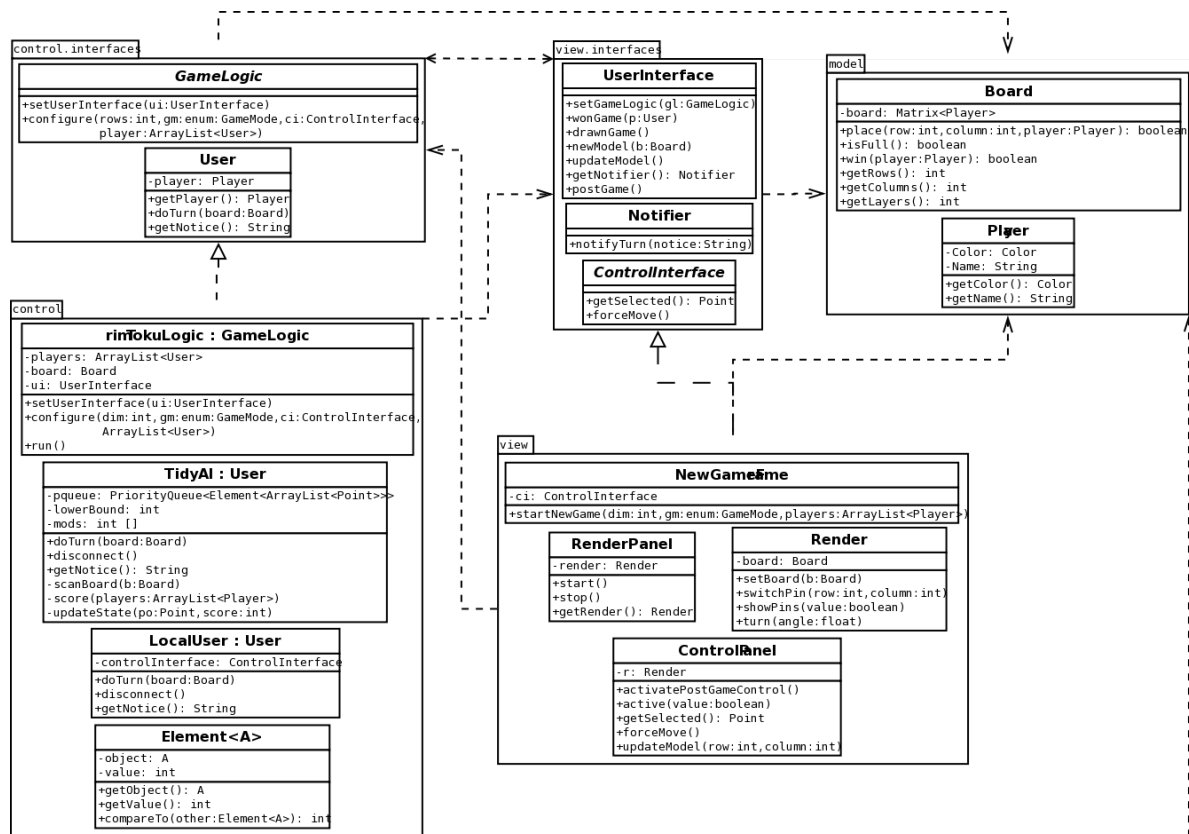 control.interfaces
GameLogic
+setUserInterface(ui:UserInterface)
+configure(rows:int,gm:enum:GameMode,ci:ControlInterface,
player:ArrayList<User>)
User
-player: Player
+getPlayer(): Player
+doTurn(board:Board)
+getNotice(): String
view.interfaces
UserInterface
+setGameLogic(gl:GameLogic)
+wonGame(p:User)
+drawnGame()
+newModel(b:Board)
+updateModel()
+getNotifier(): Notifier
+postGame()
Notifier
+notifyTurn(notice:String)
ControlInterface
+getSelected(): Point
+forceMove()
model
Board
-board: Matrix<Player>
+place(row:int,column:int,player:Player): boolean
+isFull(): boolean
+win(player:Player): boolean
+getRows(): int
+getColumns(): int
+getLayers(): int
Player
-Color: Color
-Name: String
+getColor(): Color
+getName(): String
control
rimTokuLogic : GameLogic
-players: ArrayList<User>
-board: Board
-ui: UserInterface
+setUserInterface(ui:UserInterface)
+configure(dim:int,gm:enum:GameMode,ci:ControlInterface,
ArrayList<User>)
+run()
TidyAI : User
-pqueue: PriorityQueue<Element<ArrayList<Point>>>
-lowerBound: int
-mods: int []
+doTurn(board:Board)
+disconnect()
+getNotice(): String
-scanBoard(b:Board)
-score(players:ArrayList<Player>)
-updateState(po:Point,score:int)
LocalUser : User
-controlInterface: ControlInterface
+doTurn(board:Board)
+disconnect()
+getNotice(): String
Element<A>
-object: A
-value: int
+getObject(): A
+getValue(): int
+compareTo(other:Element<A>): int
view
NewGameFrame
-ci: ControlInterface
+startNewGame(dim:int,gm:enum:GameMode,players:ArrayList<Player>)
RenderPanel
-render: Render
+start()
+stop()
+getRender(): Render
Render
-board: Board
+setBoard(b:Board)
+switchPin(row:int,column:int)
+showPins(value:boolean)
+turn(angle:float)
ControlPanel
-r: Render
+activatePostGameControl()
+active(value:boolean)
+getSelected(): Point
+forceMove()
+updateModel(row:int,column:int)